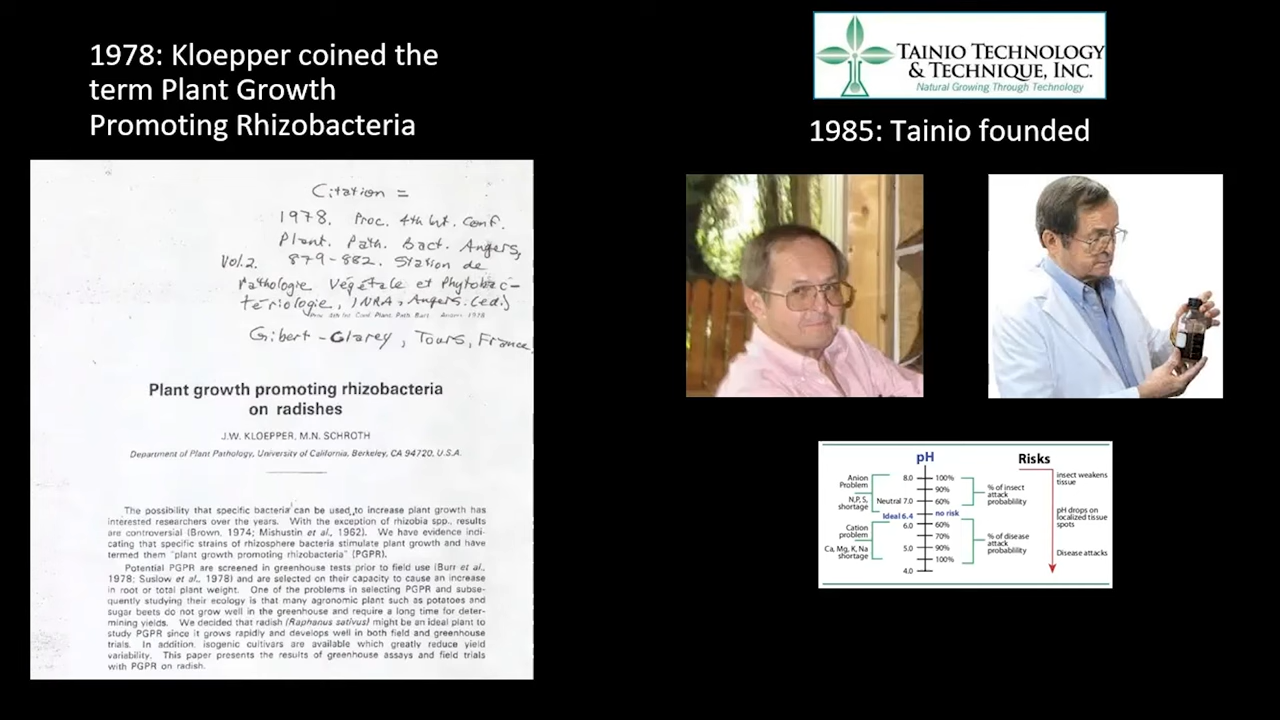 1978: Kloepper coined the
term Plant Growth
Promoting Rhizobacteria
Citation =
1978. Proc. 4th Int. Conf.
Plant. Path. Bact. Angers,
Vol.2. 879-882. Station de
Pathologie Végétale et Phytobac-
tériologie, INRA, Angers. (ed.)
Proc. 4th Int. Conf. Plant. Path. Bact. Angers 1978
Gibert-Clarey, Tours, France
Plant growth promoting rhizobacteria
on radishes
J.W. KLOEPPER, M.N. SCHROTH
Department of Plant Pathology, University of California, Berkeley, CA 94720, U.S.A.
The possibility that specific bacteria can be used to increase plant growth has
interested researchers over the years. With the exception of rhizobia spp., results
are controversial (Brown, 1974; Mishustin et al., 1962). We have evidence indi-
cating that specific strains of rhizosphere bacteria stimulate plant growth and have
termed them "plant growth promoting rhizobacteria" (PGPR).
Potential PGPR are screened in greenhouse tests prior to field use (Burr et al.,
1978; Suslow et al., 1978) and are selected on their capacity to cause an increase
in root or total plant weight. One of the problems in selecting PGPR and subse-
quently studying their ecology is that many agronomic plant such as potatoes and
sugar beets do not grow well in the greenhouse and require a long time for deter-
mining yields. We decided that radish (Raphanus sativus) might be an ideal plant to
study PGPR since it grows rapidly and develops well in both field and greenhouse
trials. In addition, isogenic cultivars are available which greatly reduce yield
variability. This paper presents the results of greenhouse assays and field trials
with PGPR on radish.
TAINIO TECHNOLOGY
& TECHNIQUE, INC.
Natural Growing Through Technology
1985: Tainio founded
pH
Risks
Anion
Problem
N,P, S,
shortage
Cation
problem
Ca, Mg, K, Na
shortage
8.0
Neutral 7.0
Ideal 6.4
6.0
5.0
4.0
100%
90%
60%
no risk
60%
70%
90%
100%
% of insect
attack
probablility
% of disease
attack
probability
insect weakens
tissue
pH drops on
localized tissue
spots
Disease attacks